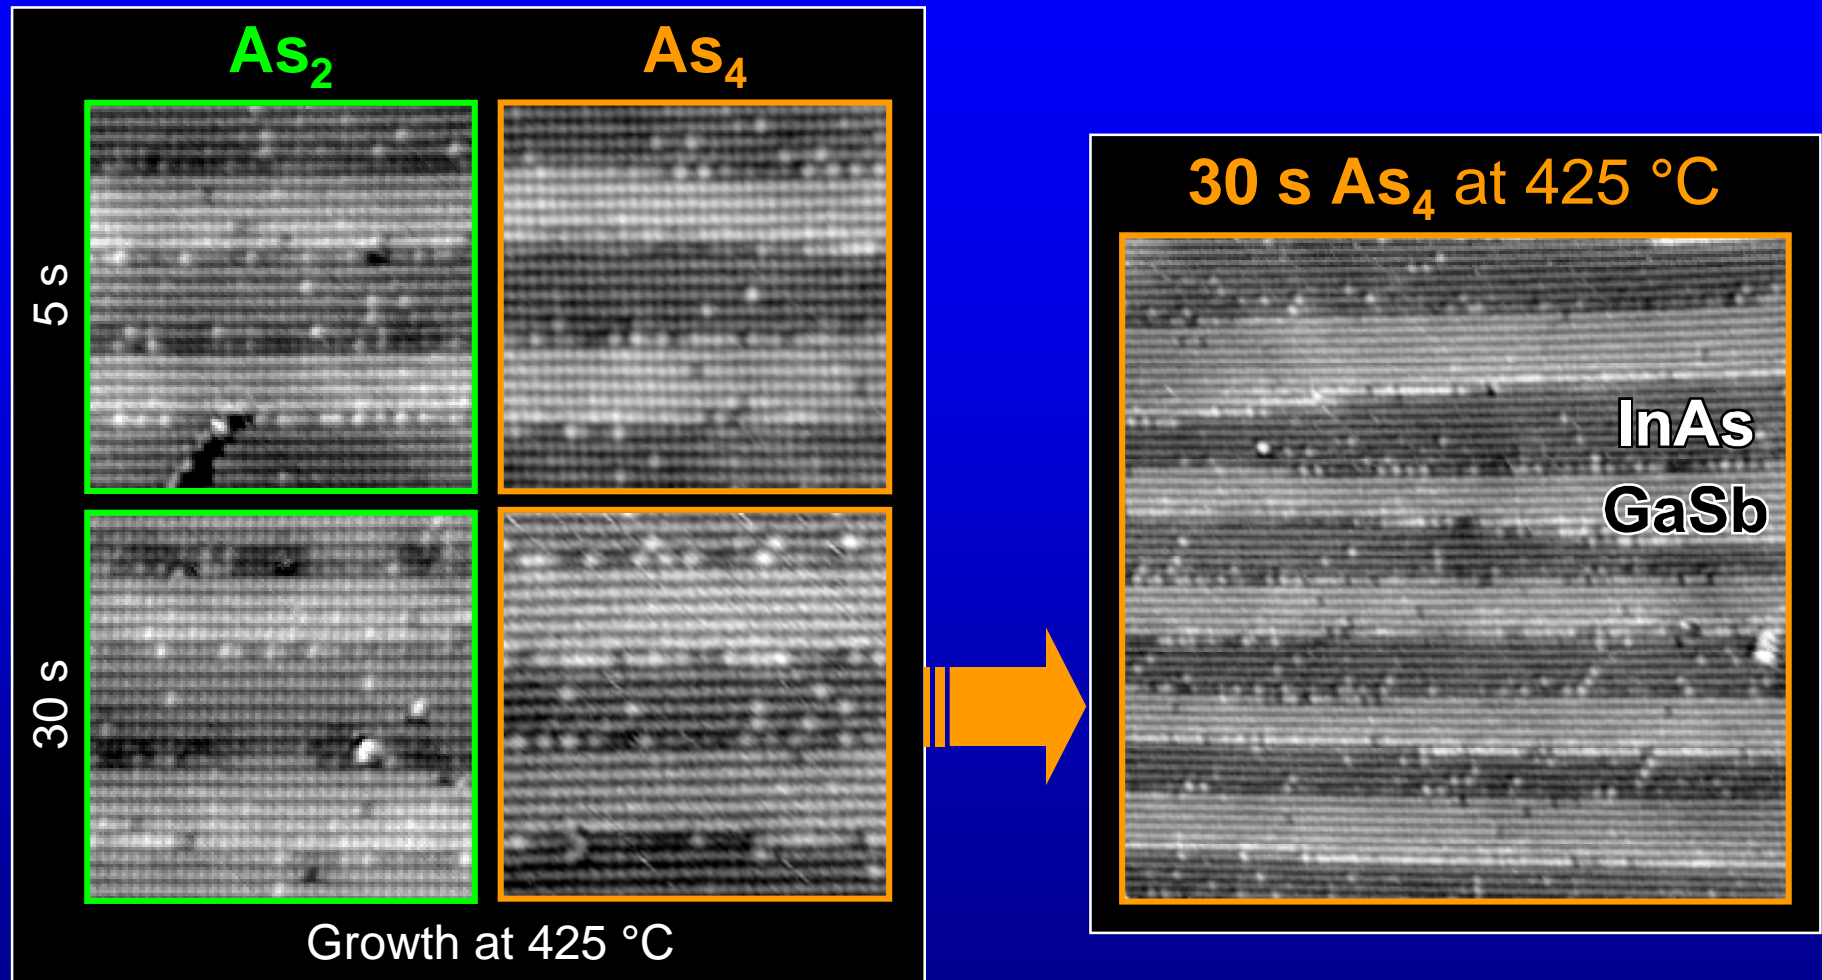 As₂
As₄
5 s
30 s
Growth at 425 °C
30 s As₄ at 425 °C
InAs
GaSb